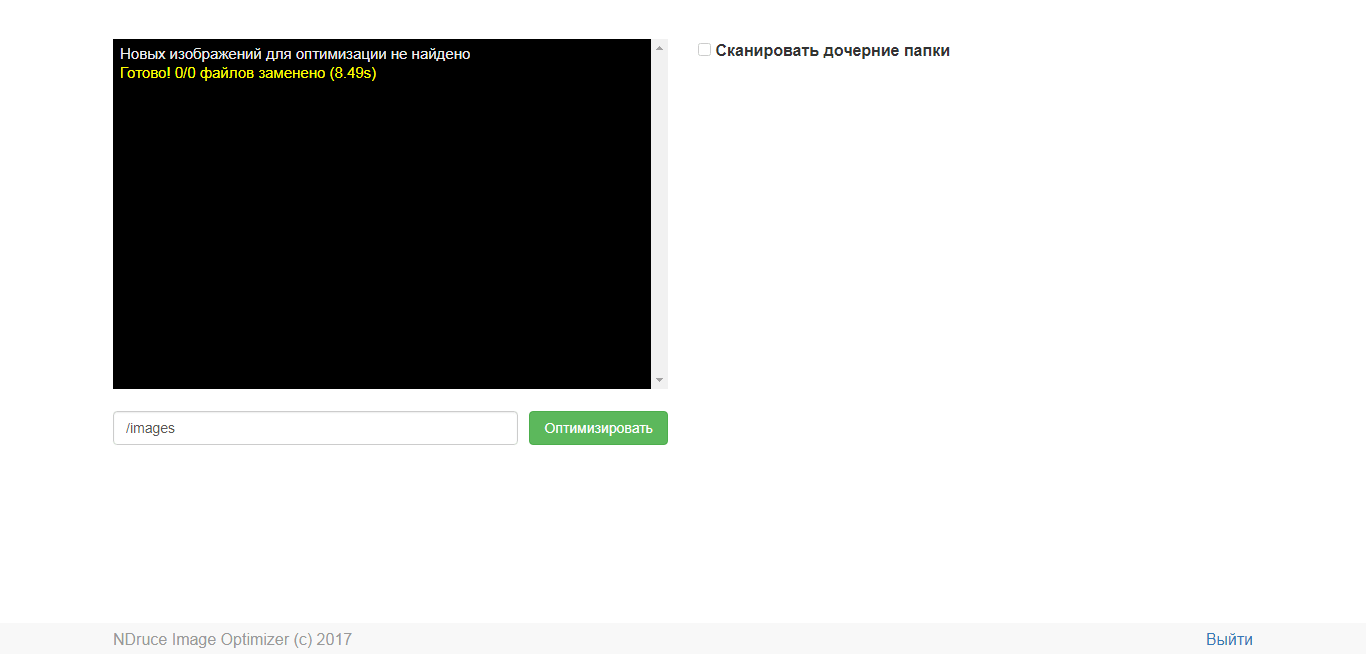 Новых изображений для оптимизации не найдено
Готово! 0/0 файлов заменено (8.49s)
Сканировать дочерние папки
/images
Оптимизировать
NDruce Image Optimizer (c) 2017
Выйти